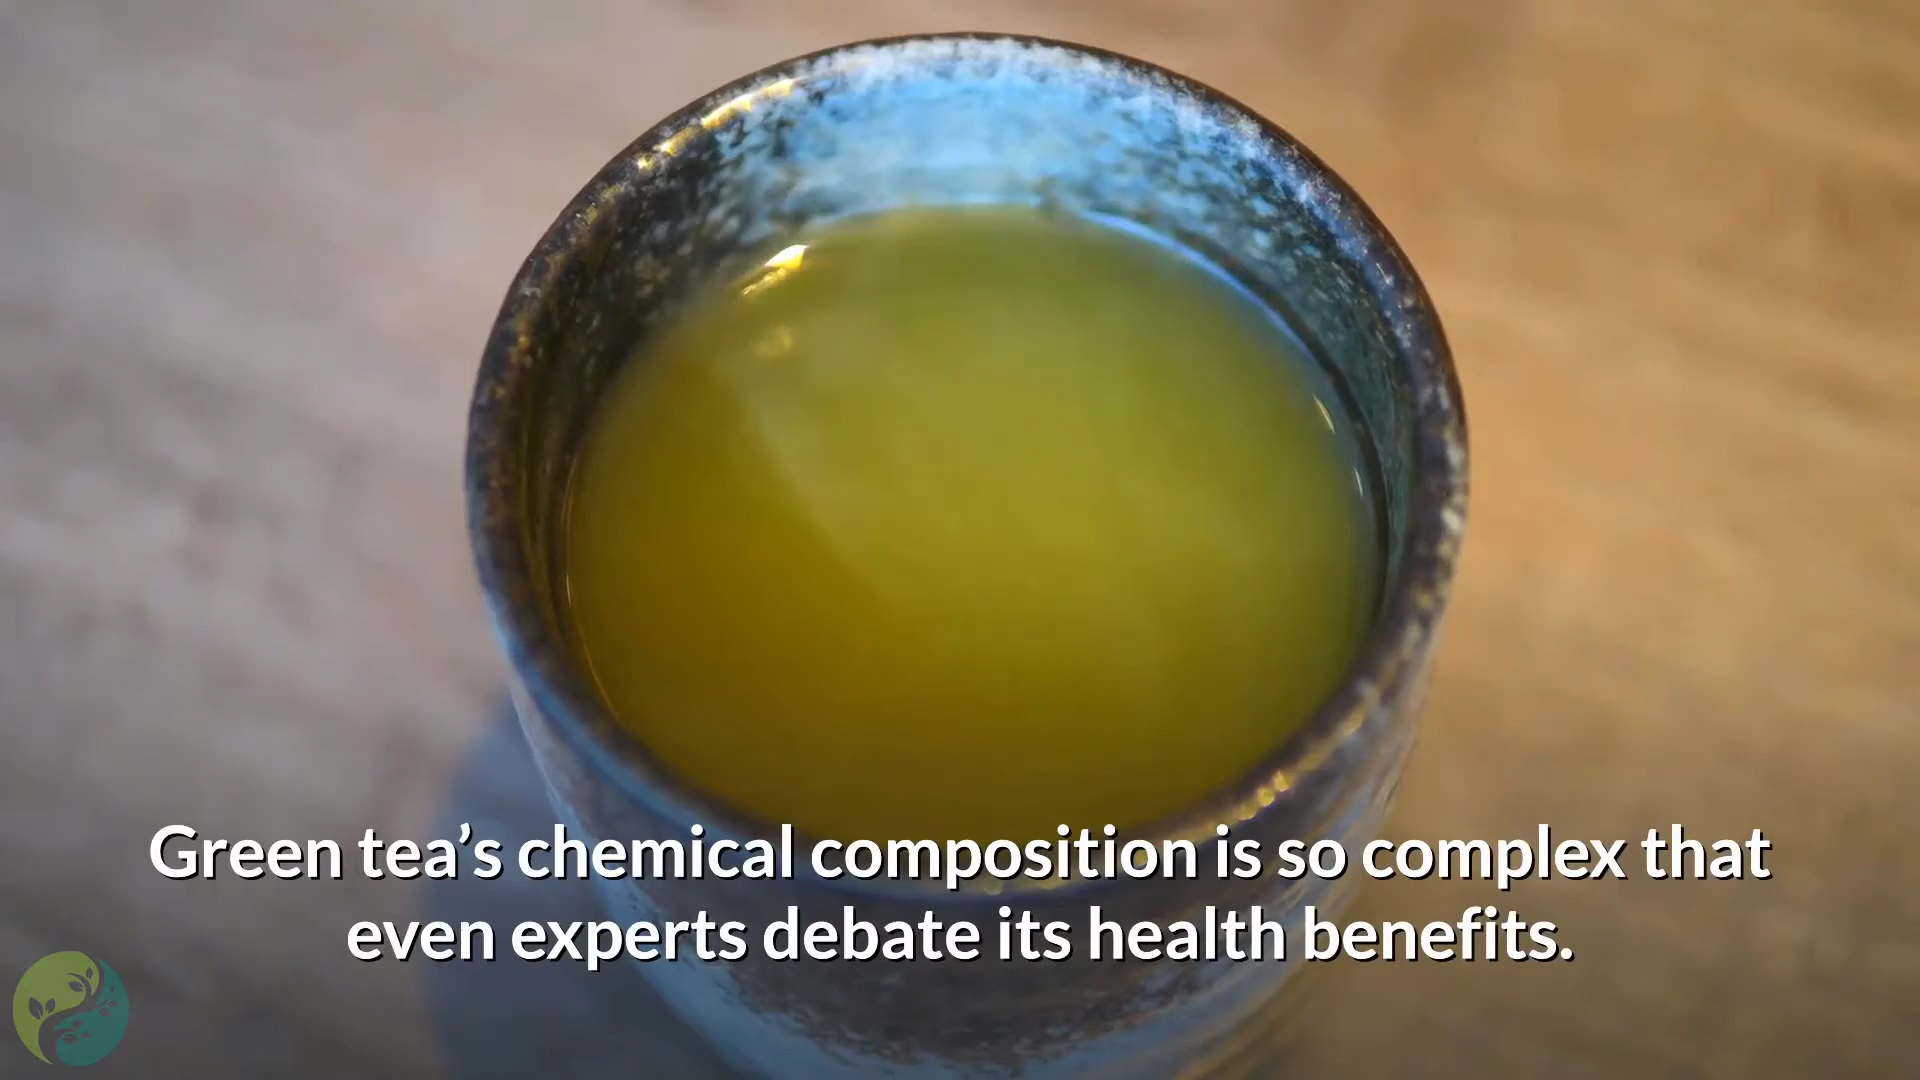 Green tea’s chemical composition is so complex that
even experts debate its health benefits.